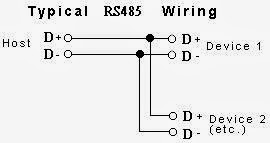 Typical RS485 Wiring
Host D+ D+ Device 1
D- D-
D+ Device 2
D- (etc.)